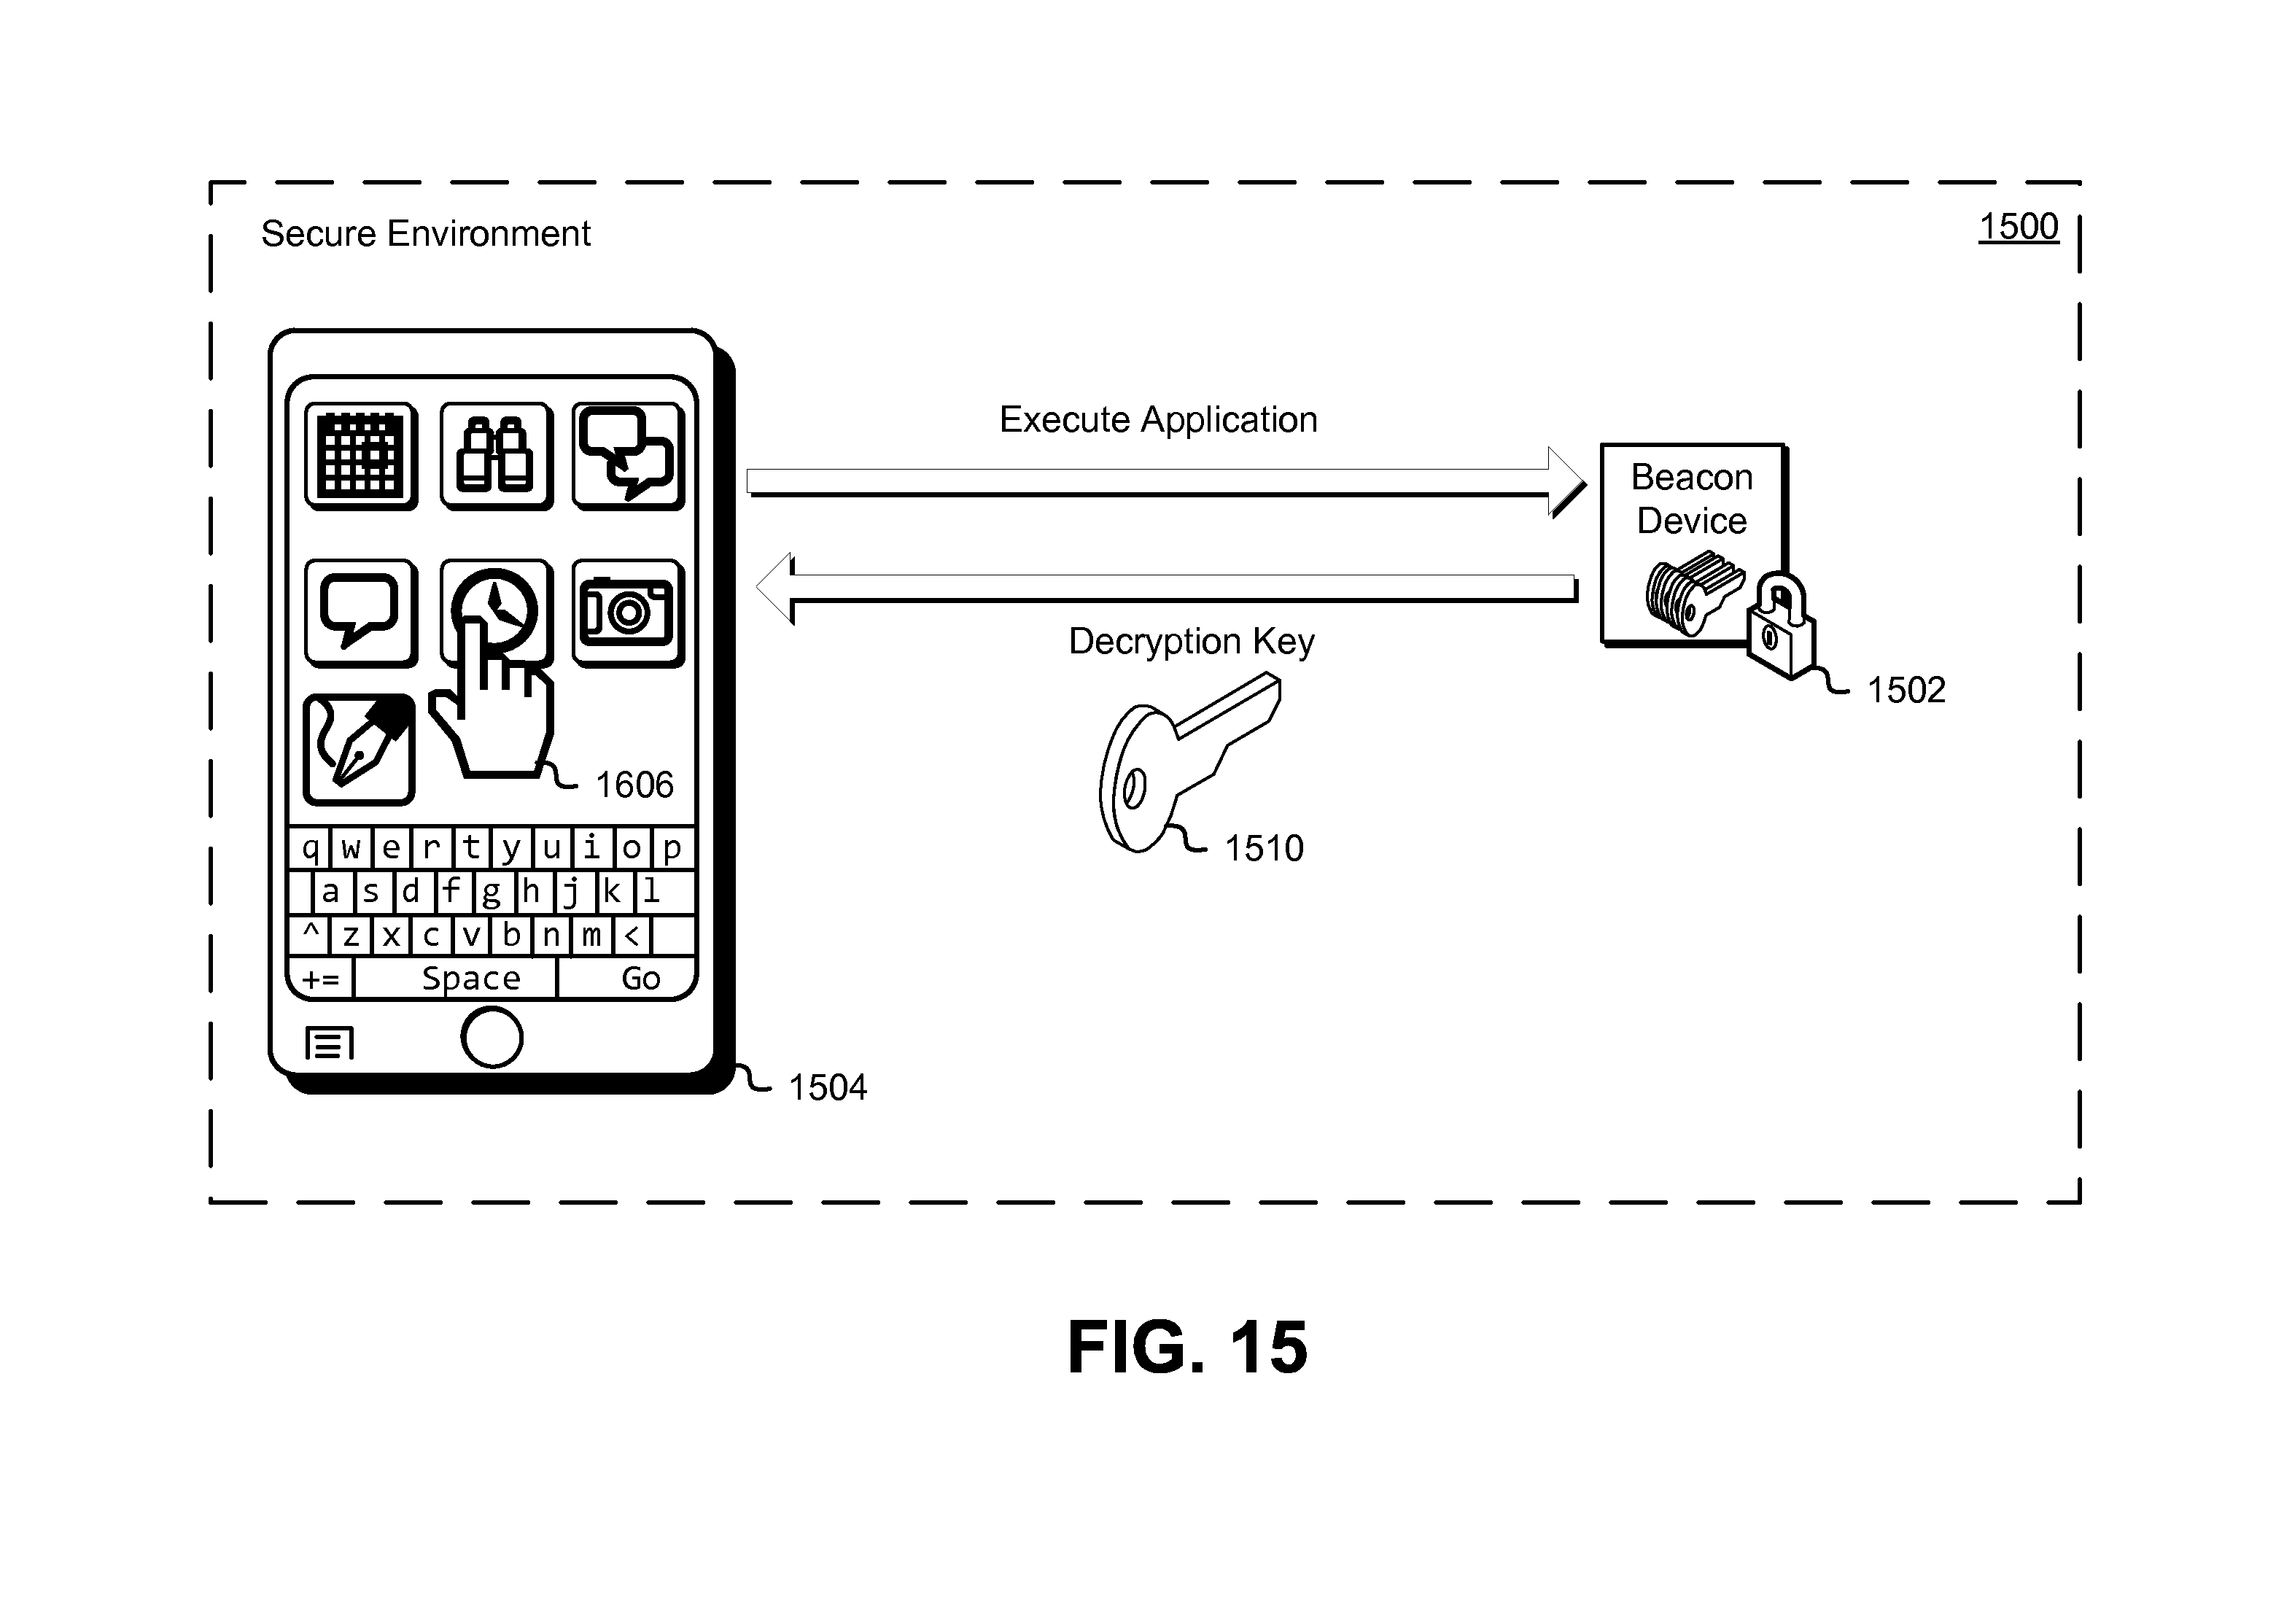 Secure Environment
1500
Execute Application
Beacon
Device
Decryption Key
1502
1606
1510
q w e r t y u i o p
a s d f g h j k l
^ z x c v b n m <
+= Space Go
1504
FIG. 15